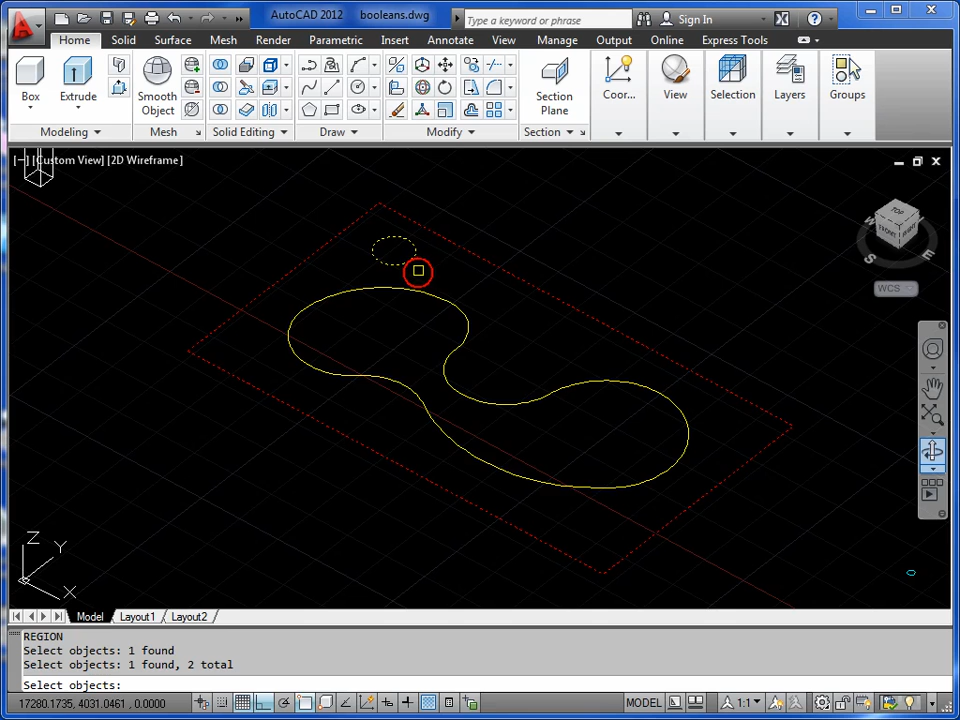 AutoCAD 2012 booleans.dwg
Type a keyword or phrase
Sign In
Home Solid Surface Mesh Render Parametric Insert Annotate View Manage Output Online Express Tools
Box
Extrude
Smooth
Object
Section
Plane
Coor...
View
Selection
Layers
Groups
Modeling
Mesh
Solid Editing
Draw
Modify
Section
[−] [Custom View] [2D Wireframe]
TOP
FRONT
RIGHT
W
S
E
WCS
Z
Y
X
Model Layout1 Layout2
REGION
Select objects: 1 found
Select objects: 1 found, 2 total
Select objects:
17280.1735, 4031.0461, 0.0000
MODEL
1:1